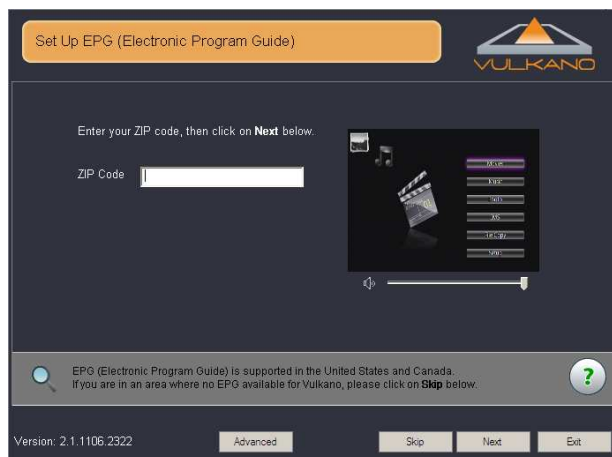 Set Up EPG (Electronic Program Guide)
VULKANO
Enter your ZIP code, then click on Next below.
ZIP Code
EPG (Electronic Program Guide) is supported in the United States and Canada.
If you are in an area where no EPG available for Vulkano, please click on Skip below.
?
Version: 2.1.1106.2322
Advanced
Skip
Next
Exit